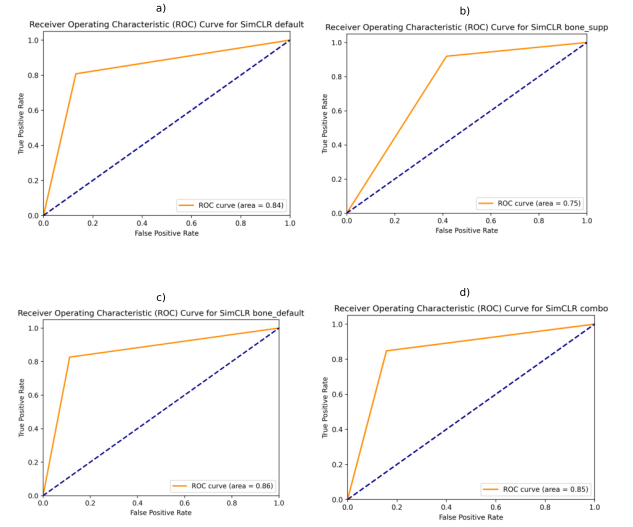 a)
Receiver Operating Characteristic (ROC) Curve for SimCLR default
1.0
0.8
0.6
0.4
0.2
0.0
True Positive Rate
ROC curve (area = 0.84)
0.0 0.2 0.4 0.6 0.8 1.0
False Positive Rate
b)
Receiver Operating Characteristic (ROC) Curve for SimCLR bone_supp
1.0
0.8
0.6
0.4
0.2
0.0
True Positive Rate
ROC curve (area = 0.75)
0.0 0.2 0.4 0.6 0.8 1.0
False Positive Rate
c)
Receiver Operating Characteristic (ROC) Curve for SimCLR bone_default
1.0
0.8
0.6
0.4
0.2
0.0
True Positive Rate
ROC curve (area = 0.86)
0.0 0.2 0.4 0.6 0.8 1.0
False Positive Rate
d)
Receiver Operating Characteristic (ROC) Curve for SimCLR combo
1.0
0.8
0.6
0.4
0.2
0.0
True Positive Rate
ROC curve (area = 0.85)
0.0 0.2 0.4 0.6 0.8 1.0
False Positive Rate